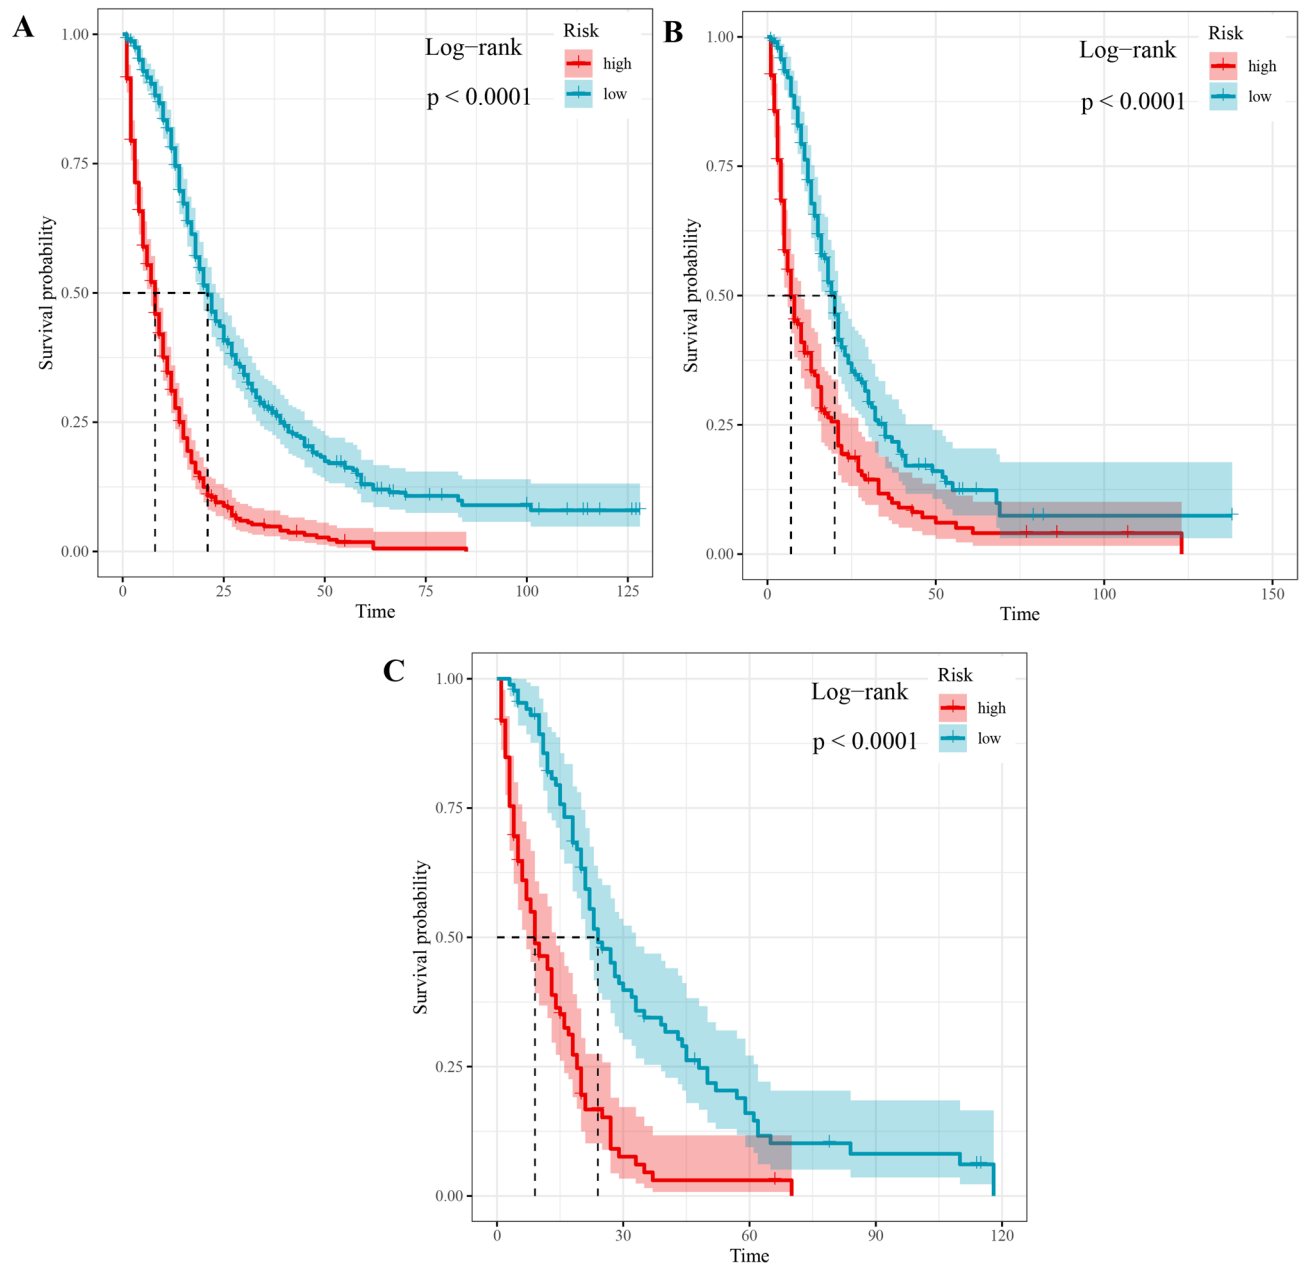 A
Log−rank
p < 0.0001
Risk
high
low
Survival probability
1.00
0.75
0.50
0.25
0.00
0
25
50
75
100
125
Time
B
Log−rank
p < 0.0001
Risk
high
low
Survival probability
1.00
0.75
0.50
0.25
0.00
0
50
100
150
Time
C
Log−rank
p < 0.0001
Risk
high
low
Survival probability
1.00
0.75
0.50
0.25
0.00
0
30
60
90
120
Time